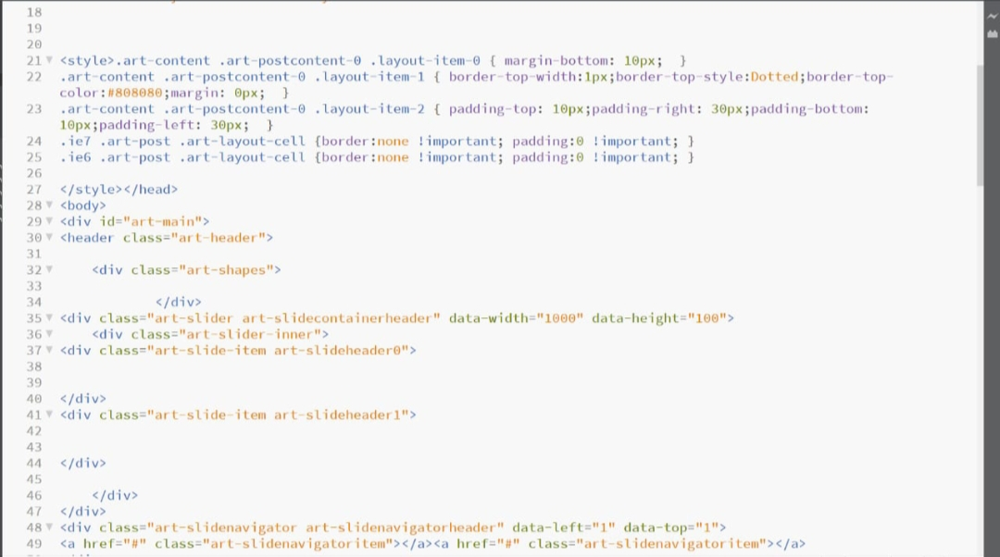 18
19
20
21 <style>.art-content .art-postcontent-0 .layout-item-0 { margin-bottom: 10px;  }
22 .art-content .art-postcontent-0 .layout-item-1 { border-top-width:1px;border-top-style:Dotted;border-top-
color:#808080;margin: 0px;  }
23 .art-content .art-postcontent-0 .layout-item-2 { padding-top: 10px;padding-right: 30px;padding-bottom:
10px;padding-left: 30px;  }
24 .ie7 .art-post .art-layout-cell {border:none !important; padding:0 !important; }
25 .ie6 .art-post .art-layout-cell {border:none !important; padding:0 !important; }
26
27 </style></head>
28 <body>
29 <div id="art-main">
30 <header class="art-header">
31
32     <div class="art-shapes">
33
34             </div>
35 <div class="art-slider art-slidecontainerheader" data-width="1000" data-height="100">
36     <div class="art-slider-inner">
37 <div class="art-slide-item art-slideheader0">
38
39
40 </div>
41 <div class="art-slide-item art-slideheader1">
42
43
44 </div>
45
46     </div>
47 </div>
48 <div class="art-slidenavigator art-slidenavigatorheader" data-left="1" data-top="1">
49 <a href="#" class="art-slidenavigatoritem"></a><a href="#" class="art-slidenavigatoritem"></a>